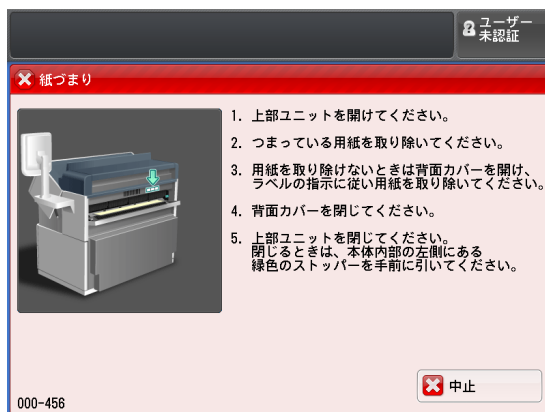 ユーザー
未認証
紙づまり
1. 上部ユニットを開けてください。
2. つまっている用紙を取り除いてください。
3. 用紙を取り除けないときは背面カバーを開け、
ラベルの指示に従い用紙を取り除いてください。
4. 背面カバーを閉じてください。
5. 上部ユニットを閉じてください。
閉じるときは、本体内部の左側にある
緑色のストッパーを手前に引いてください。
中止
000-456